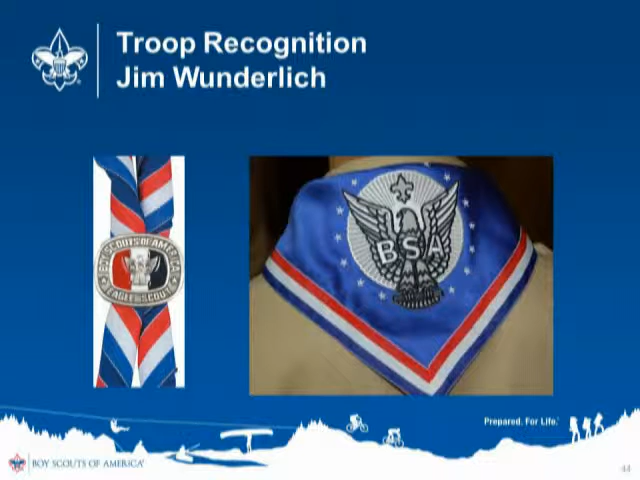 Troop Recognition
Jim Wunderlich
BOY SCOUTS OF AMERICA
EAGLE SCOUT
BSA
Prepared. For Life.™
BOY SCOUTS OF AMERICA®
44